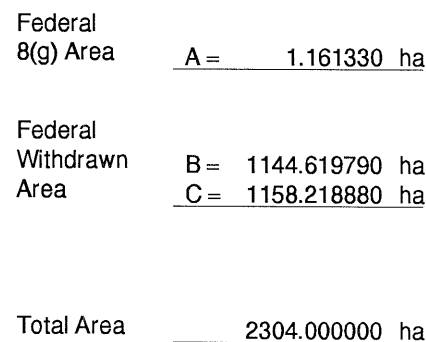 Federal
8(g) Area A = 1.161330 ha
Federal
Withdrawn B = 1144.619790 ha
Area C = 1158.218880 ha
Total Area 2304.000000 ha